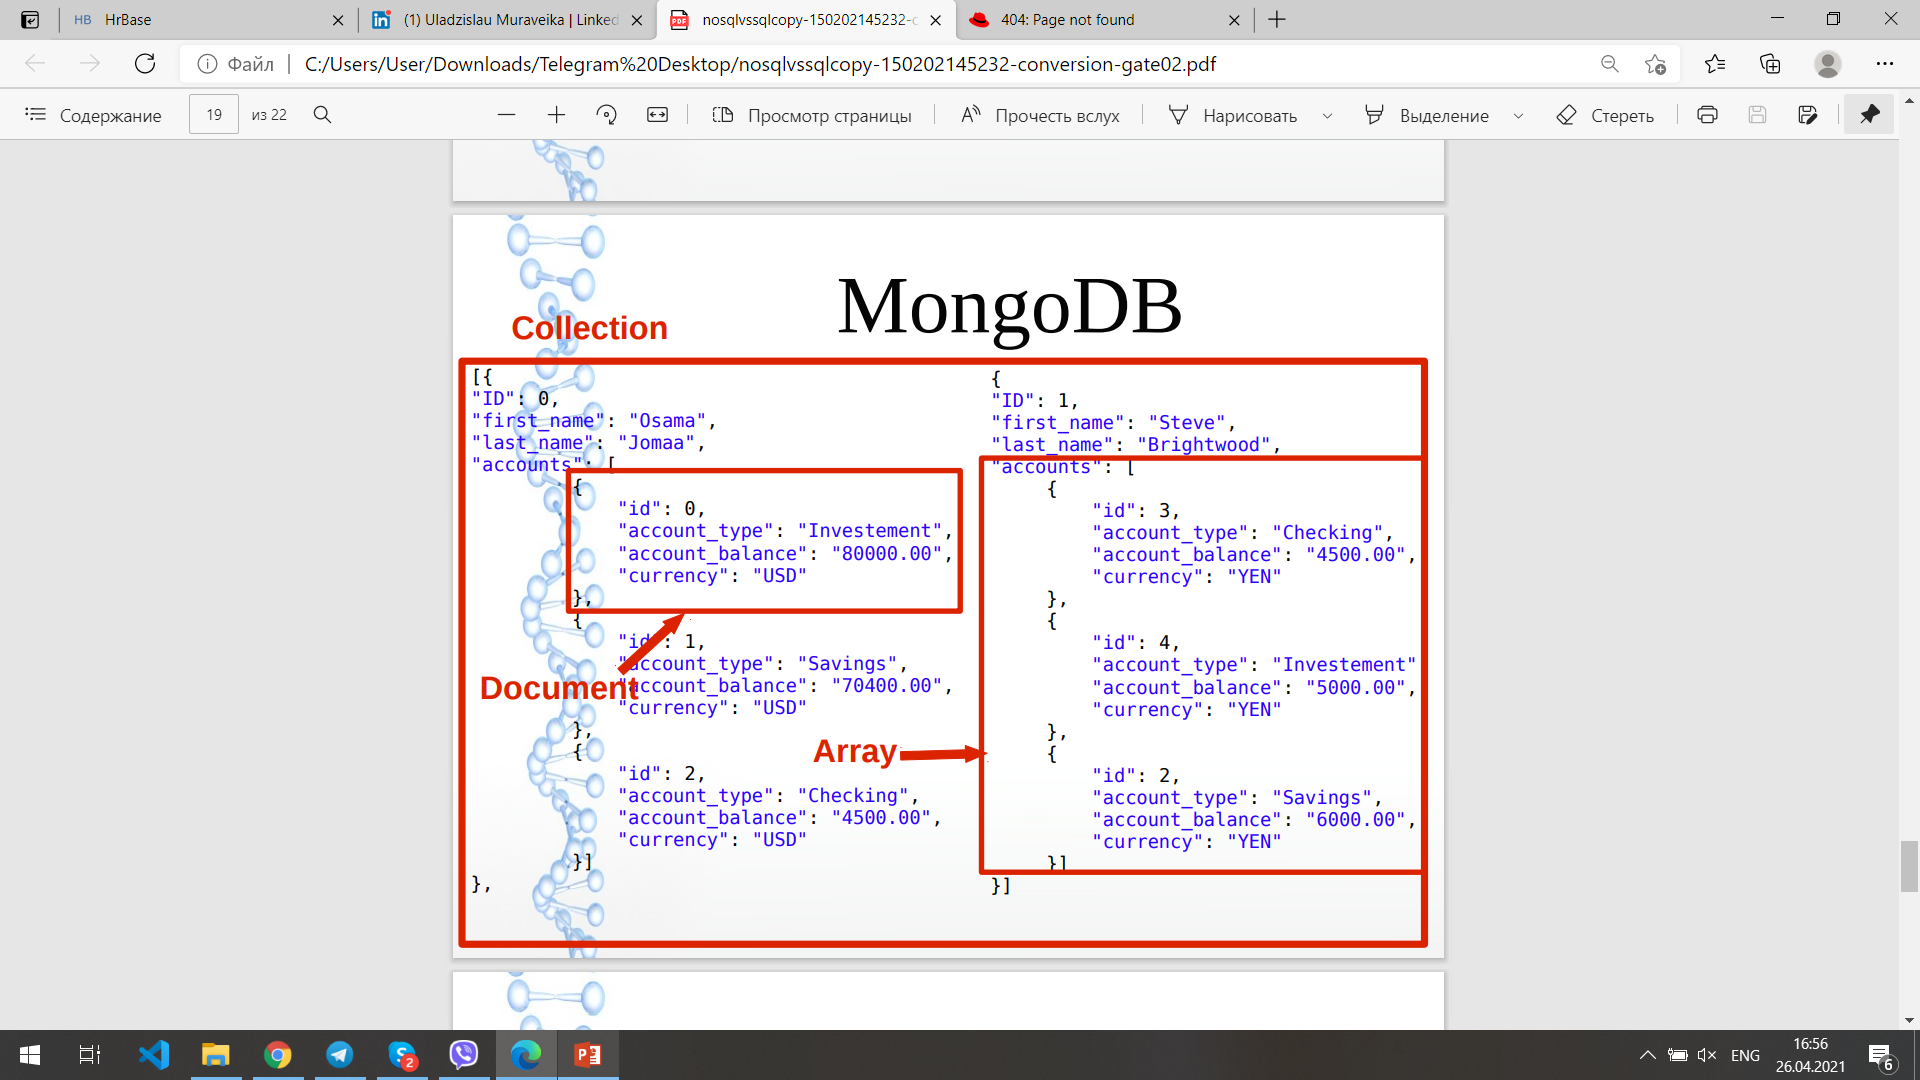 HB HrBase
(1) Uladzislau Muraveika | Linked
nosqlvssqlcopy-150202145232-c
404: Page not found
Файл
C:/Users/User/Downloads/Telegram%20Desktop/nosqlvssqlcopy-150202145232-conversion-gate02.pdf
Содержание
19
из 22
Просмотр страницы
Прочесть вслух
Нарисовать
Выделение
Стереть
MongoDB
Collection
[{
"ID": 0,
"first_name": "Osama",
"last_name": "Jomaa",
"accounts": [
{
"id": 0,
"account_type": "Investement",
"account_balance": "80000.00",
"currency": "USD"
},
{
"id": 1,
"account_type": "Savings",
"account_balance": "70400.00",
"currency": "USD"
},
{
"id": 2,
"account_type": "Checking",
"account_balance": "4500.00",
"currency": "USD"
}]
},
Document
Array
{
"ID": 1,
"first_name": "Steve",
"last_name": "Brightwood",
"accounts": [
{
"id": 3,
"account_type": "Checking",
"account_balance": "4500.00",
"currency": "YEN"
},
{
"id": 4,
"account_type": "Investement"
"account_balance": "5000.00",
"currency": "YEN"
},
{
"id": 2,
"account_type": "Savings",
"account_balance": "6000.00",
"currency": "YEN"
}]
}]
2
ENG
16:56
26.04.2021
6